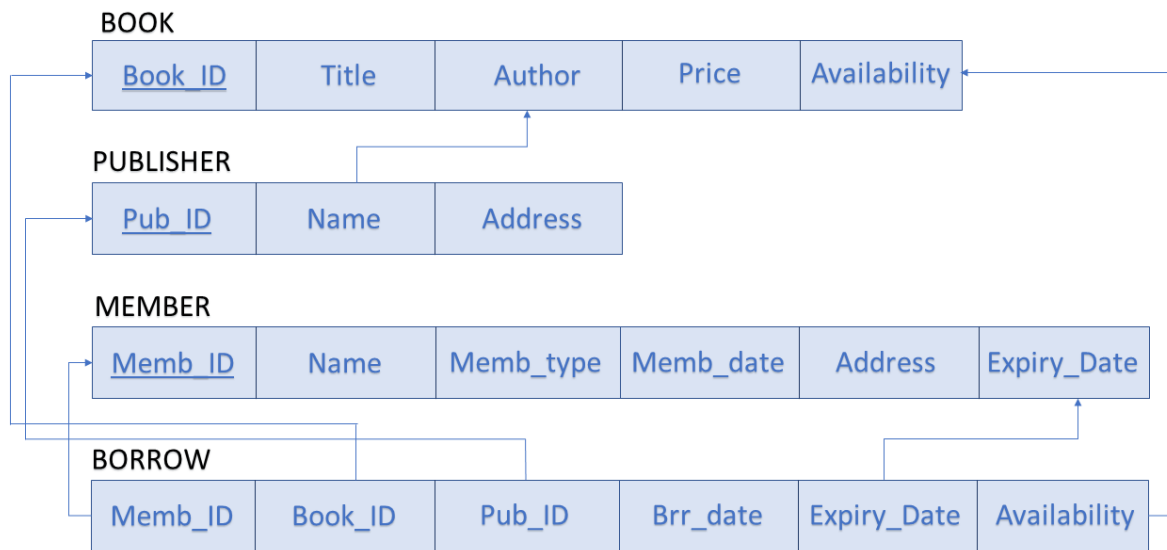 BOOK
Book_ID Title Author Price Availability
PUBLISHER
Pub_ID Name Address
MEMBER
Memb_ID Name Memb_type Memb_date Address Expiry_Date
BORROW
Memb_ID Book_ID Pub_ID Brr_date Expiry_Date Availability